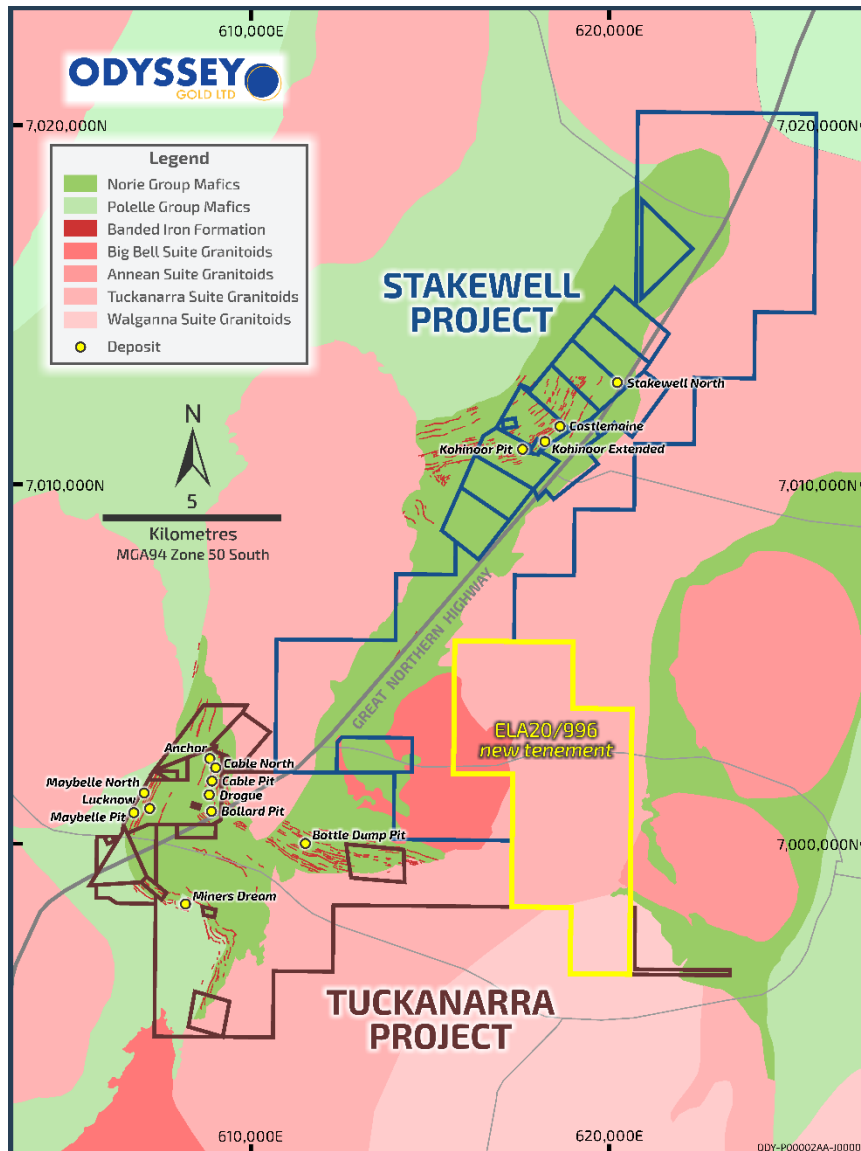 610,000E
620,000E
ODYSSEY
GOLD LTD
7,020,000N
7,020,000N
Legend
Norie Group Mafics
Polelle Group Mafics
Banded Iron Formation
Big Bell Suite Granitoids
Annean Suite Granitoids
Tuckanarra Suite Granitoids
Walganna Suite Granitoids
Deposit
STAKEWELL
PROJECT
Stakewell North
Castlemaine
Kohinoor Pit
Kohinoor Extended
N
5
Kilometres
MGA94 Zone 50 South
7,010,000N
7,010,000N
GREAT NORTHERN HIGHWAY
ELA20/996
new tenement
Anchor
Cable North
Maybelle North
Cable Pit
Lucknow
Drogue
Maybelle Pit
Bollard Pit
Bottle Dump Pit
7,000,000N
Miners Dream
TUCKANARRA
PROJECT
610,000E
620,000E